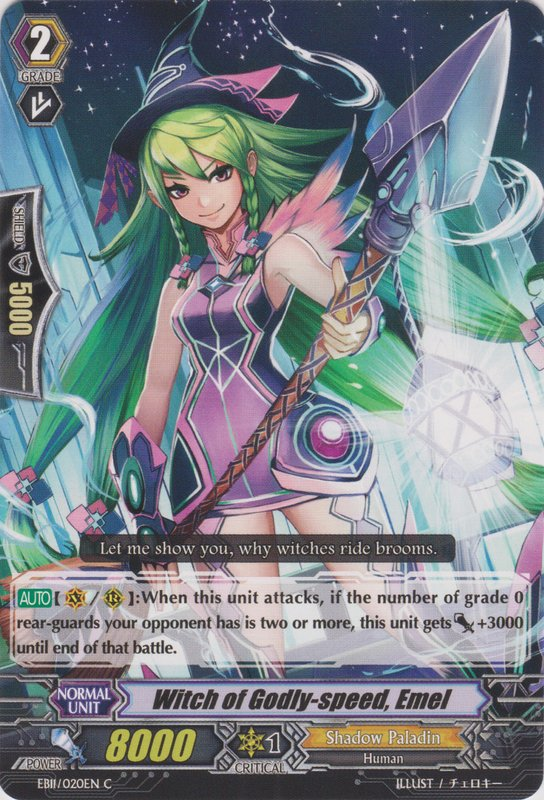 2
GRADE
SHIELD
5000
Let me show you, why witches ride brooms.
AUTO [ / R ]:When this unit attacks, if the number of grade 0
rear-guards your opponent has is two or more, this unit gets +3000
until end of that battle.
NORMAL
UNIT
Witch of Godly-speed, Emel
POWER
8000
1
CRITICAL
Shadow Paladin
Human
EB11/020EN C
ILLUST / チェロキー